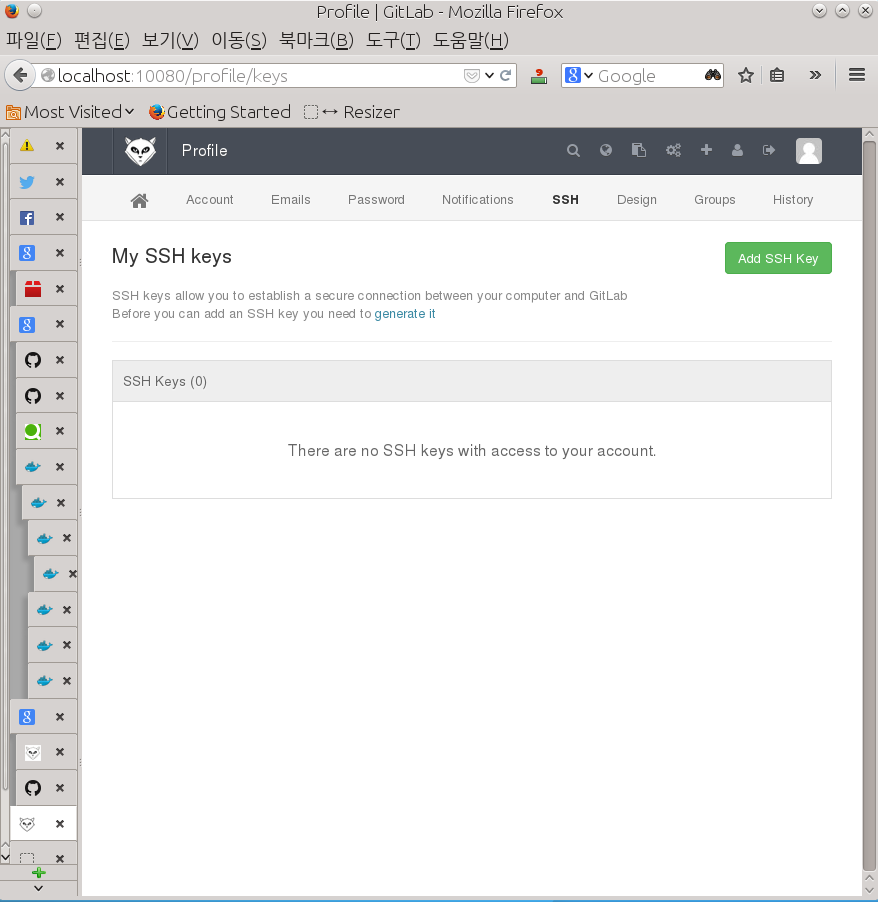 Profile | GitLab - Mozilla Firefox
파일(F) 편집(E) 보기(V) 이동(S) 북마크(B) 도구(T) 도움말(H)
localhost:10080/profile/keys
8 Google
Most Visited Getting Started Resizer
Profile
Account Emails Password Notifications SSH Design Groups History
My SSH keys
Add SSH Key
SSH keys allow you to establish a secure connection between your computer and GitLab
Before you can add an SSH key you need to generate it
SSH Keys (0)
There are no SSH keys with access to your account.